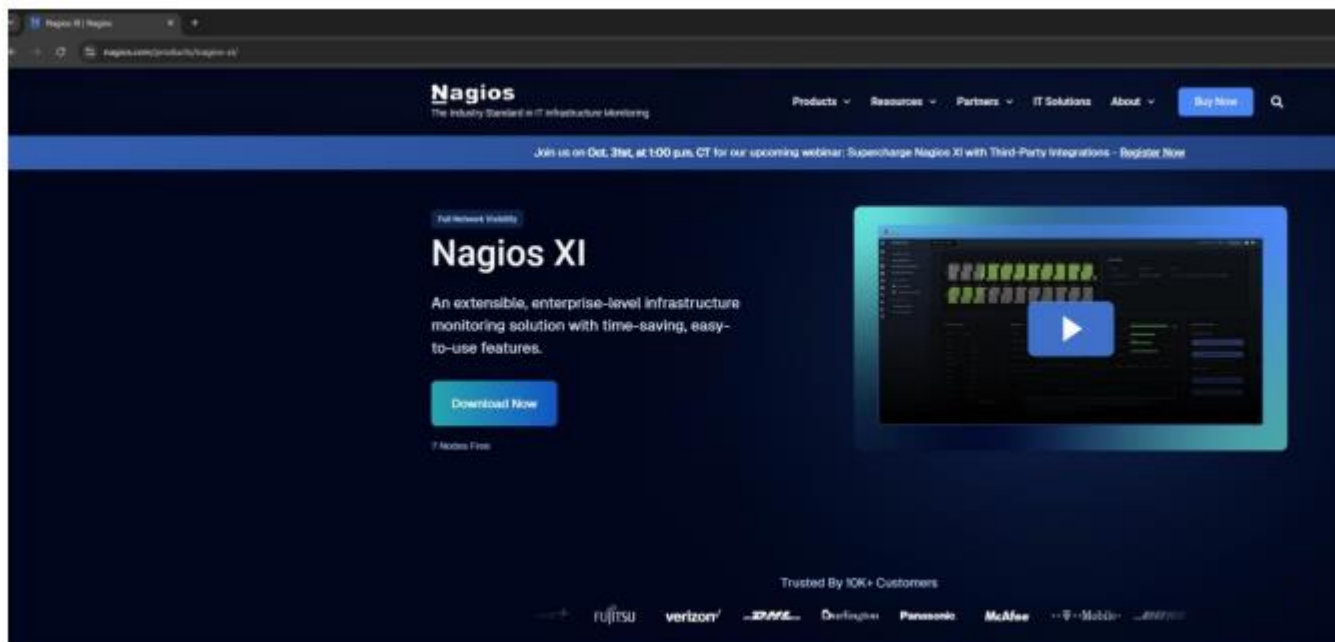 Nagios XI | Nagios
nagios.com/products/nagios-xi/
Nagios
The Industry Standard in IT Infrastructure Monitoring
Products Resources Partners IT Solutions About Buy Now
Join us on Oct. 31st, at 1:00 p.m. CT for our upcoming webinar: Supercharge Nagios XI with Third-Party Integrations - Register Now
Full Network Visibility
Nagios XI
An extensible, enterprise-level infrastructure
monitoring solution with time-saving, easy-
to-use features.
Download Now
7 Nodes Free
Trusted By 10K+ Customers
FUJITSU verizon DHL Darlington Panasonic McAfee T-Mobile